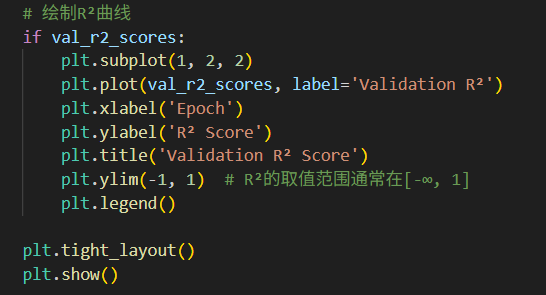 # 绘制R²曲线
if val_r2_scores:
    plt.subplot(1, 2, 2)
    plt.plot(val_r2_scores, label='Validation R²')
    plt.xlabel('Epoch')
    plt.ylabel('R² Score')
    plt.title('Validation R² Score')
    plt.ylim(-1, 1)  # R²的取值范围通常在[-∞, 1]
    plt.legend()

plt.tight_layout()
plt.show()